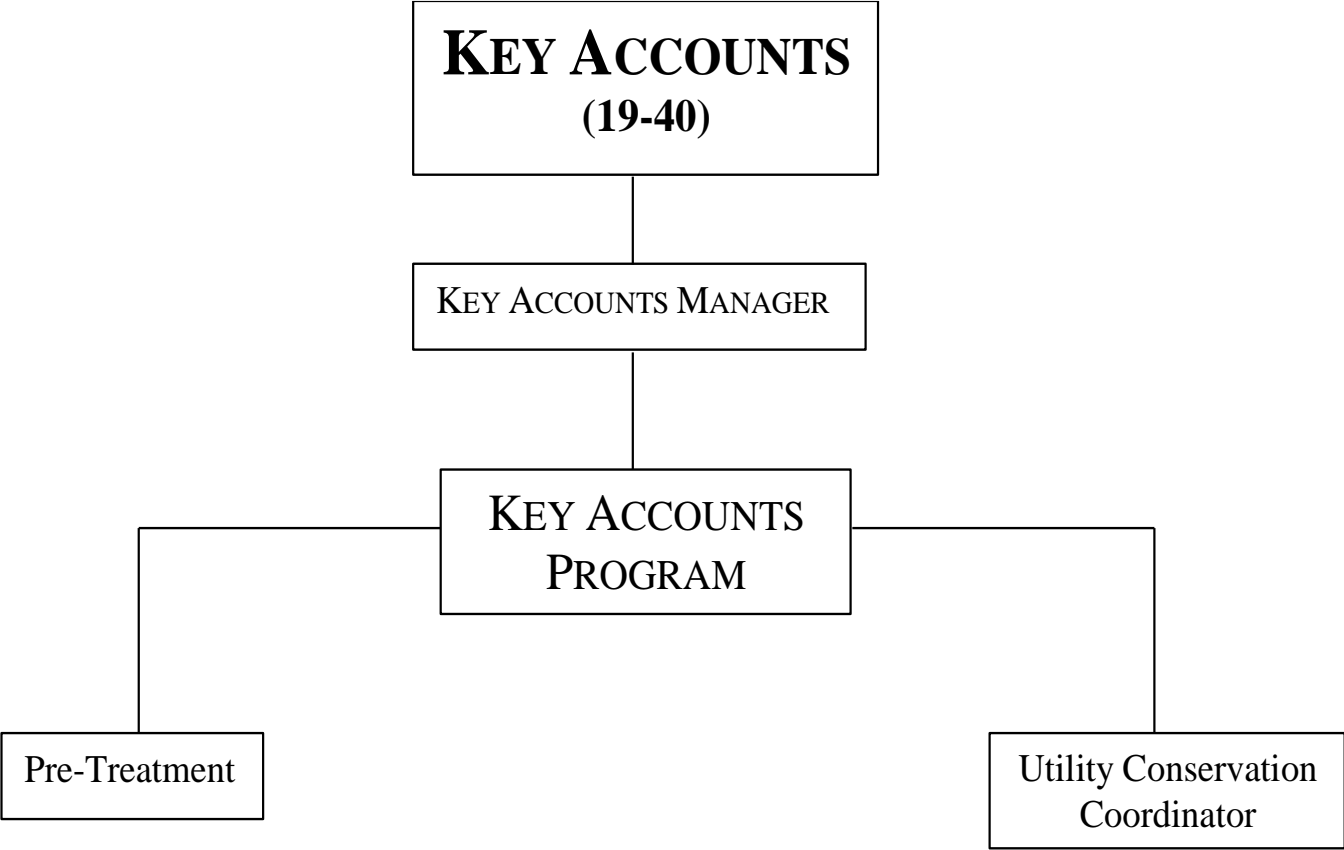 KEY ACCOUNTS
(19-40)
KEY ACCOUNTS MANAGER
KEY ACCOUNTS
PROGRAM
Pre-Treatment
Utility Conservation
Coordinator